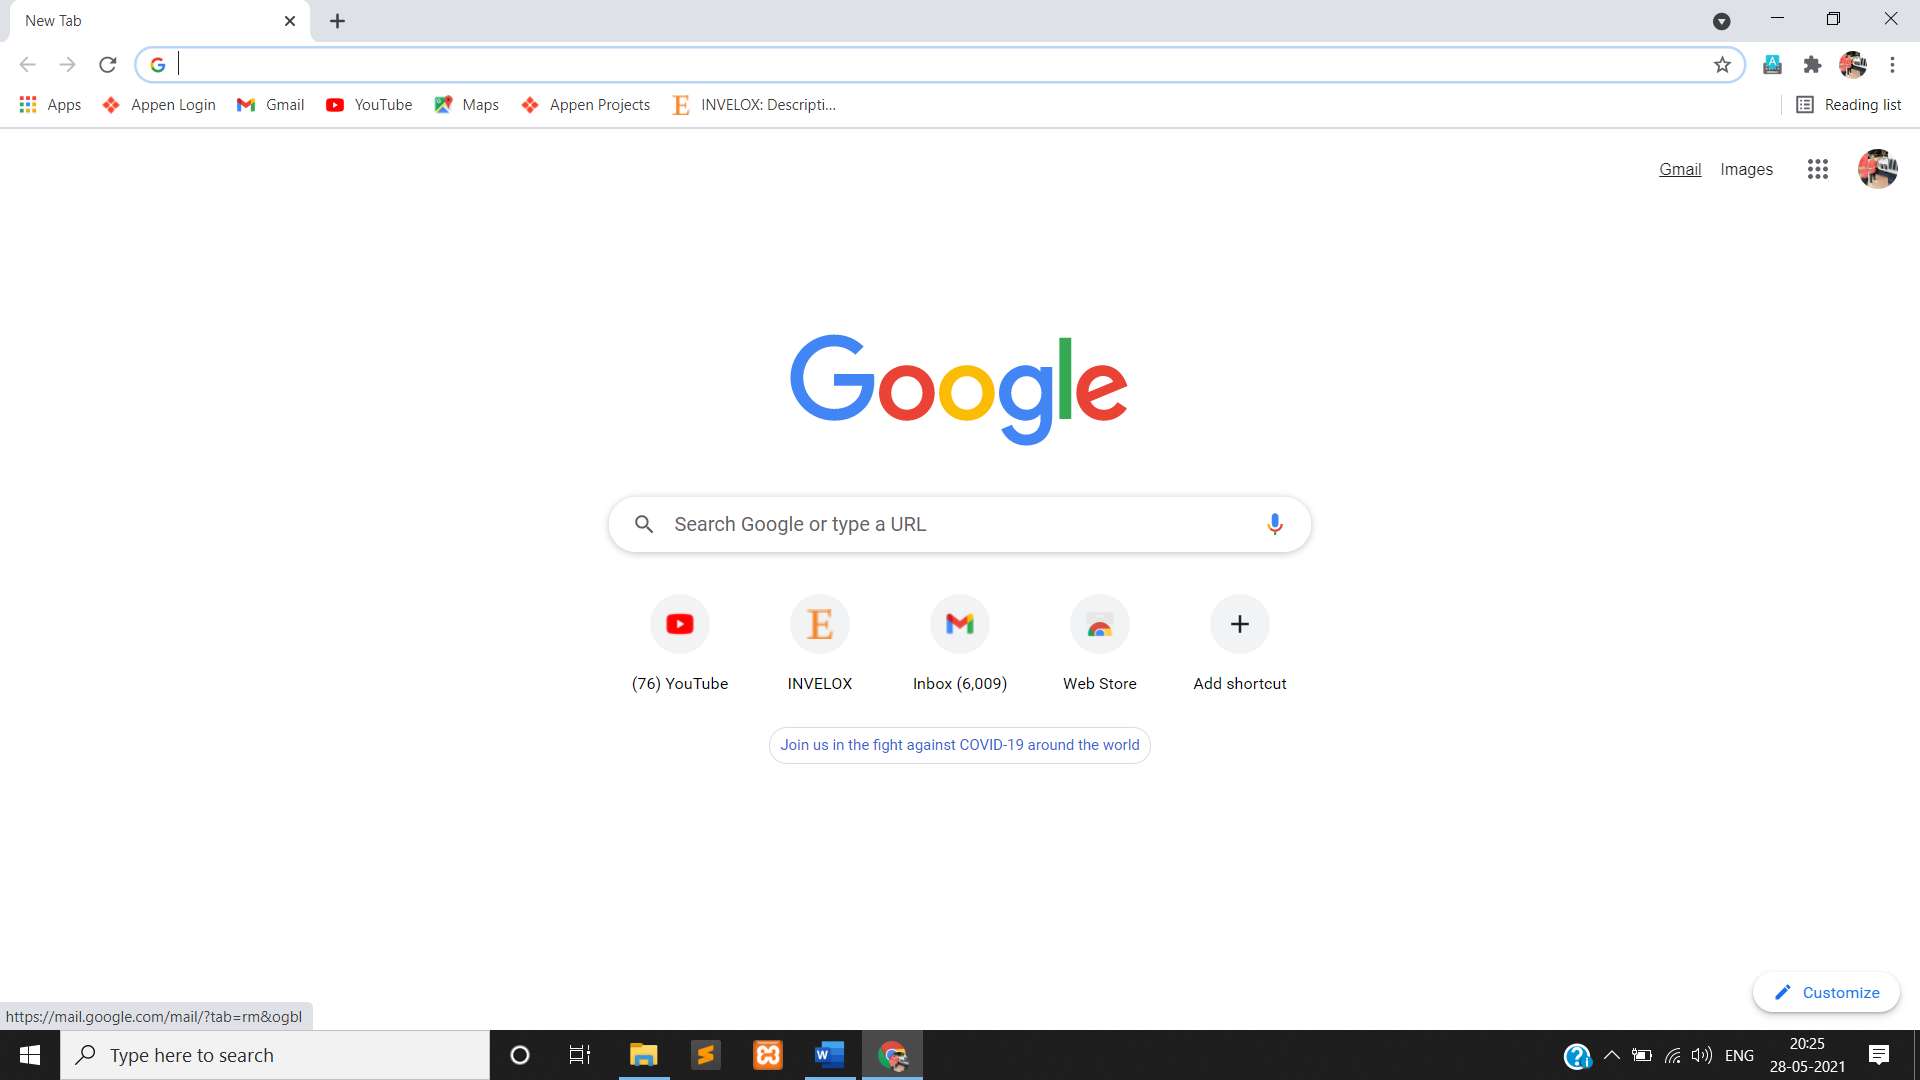 New Tab
Apps Appen Login Gmail YouTube Maps Appen Projects INVELOX: Descripti... Reading list
Gmail Images
Google
Search Google or type a URL
(76) YouTube INVELOX Inbox (6,009) Web Store Add shortcut
Join us in the fight against COVID-19 around the world
Customize
https://mail.google.com/mail/?tab=rm&ogbl
Type here to search
ENG
20:25
28-05-2021